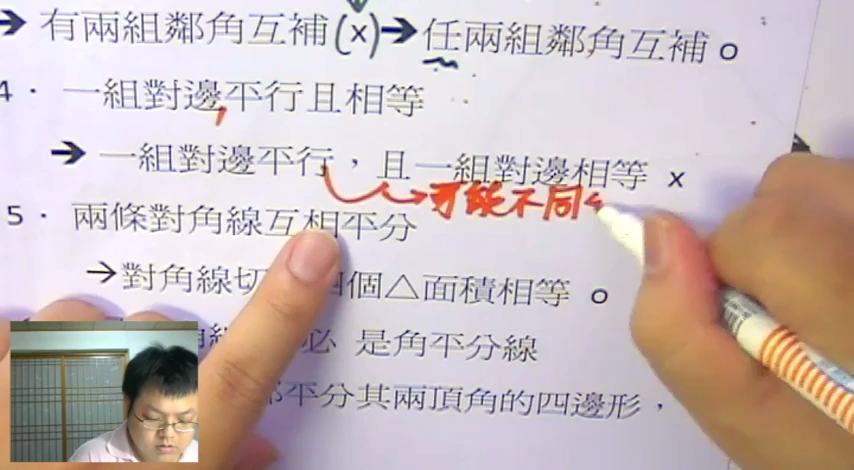 → 有兩組鄰角互補(x)→任兩組鄰角互補。
4. 一組對邊平行且相等
→ 一組對邊平行，且一組對邊相等 x
可能不同
5. 兩條對角線互相平分
→對角線切 個△面積相等 o
必 是角平分線
平分其兩頂角的四邊形，